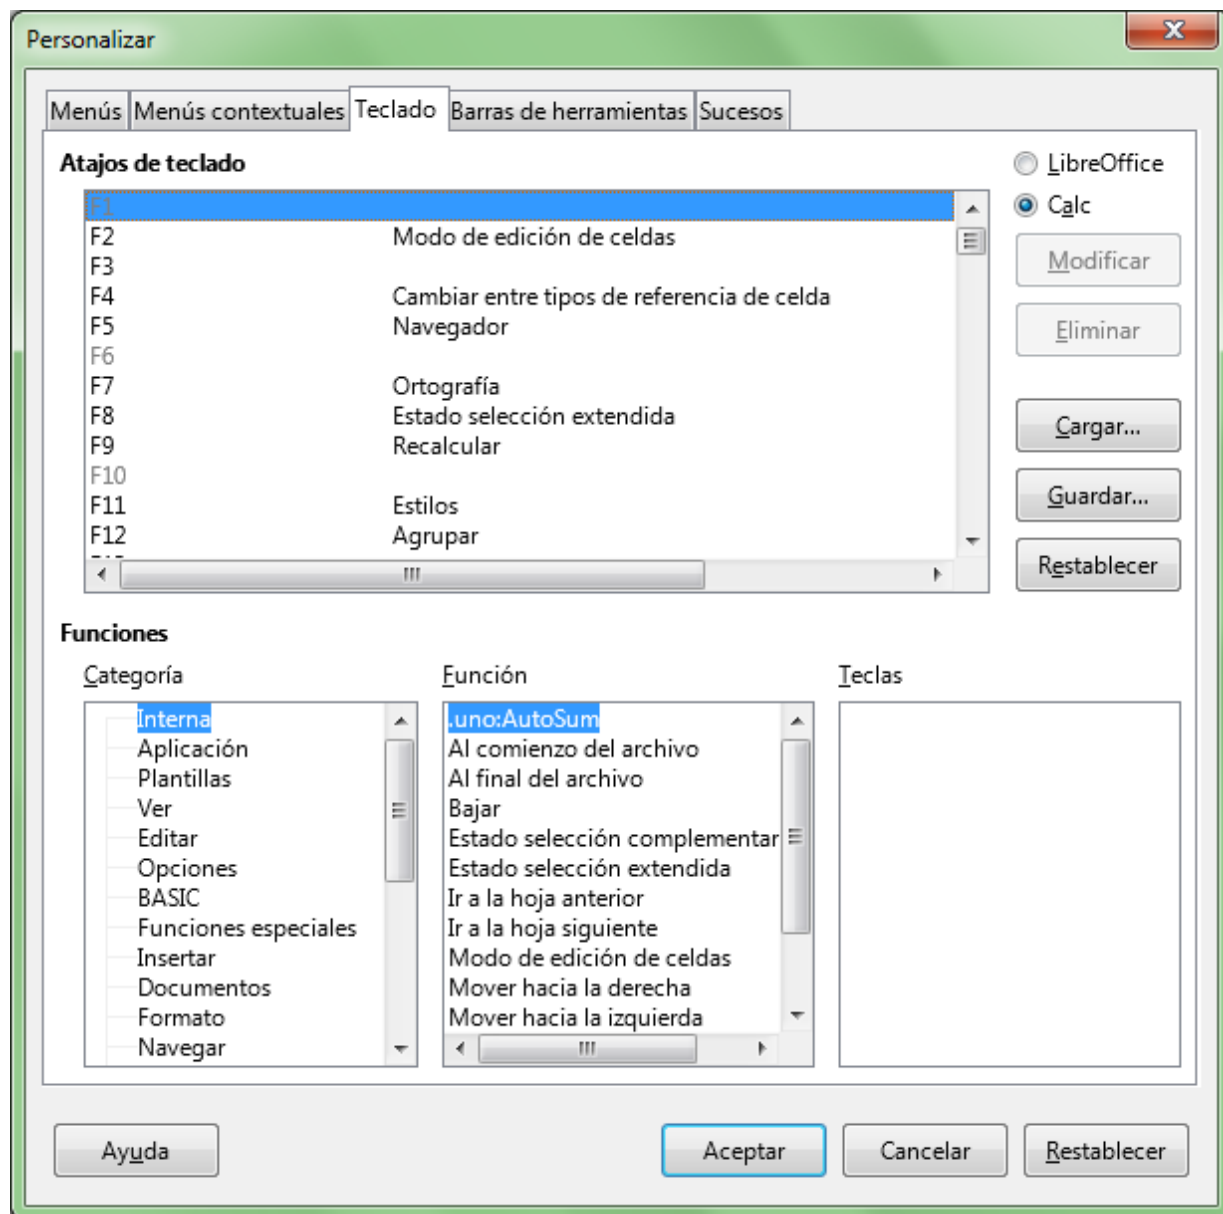 Personalizar
Menús Menús contextuales Teclado Barras de herramientas Sucesos
Atajos de teclado
LibreOffice
Calc
F1
F2 Modo de edición de celdas
F3
F4 Cambiar entre tipos de referencia de celda
F5 Navegador
F6
F7 Ortografía
F8 Estado selección extendida
F9 Recalcular
F10
F11 Estilos
F12 Agrupar
Modificar
Eliminar
Cargar...
Guardar...
Restablecer
Funciones
Categoría
Interna
Aplicación
Plantillas
Ver
Editar
Opciones
BASIC
Funciones especiales
Insertar
Documentos
Formato
Navegar
Función
.uno:AutoSum
Al comienzo del archivo
Al final del archivo
Bajar
Estado selección complementar
Estado selección extendida
Ir a la hoja anterior
Ir a la hoja siguiente
Modo de edición de celdas
Mover hacia la derecha
Mover hacia la izquierda
Teclas
Ayuda Aceptar Cancelar Restablecer